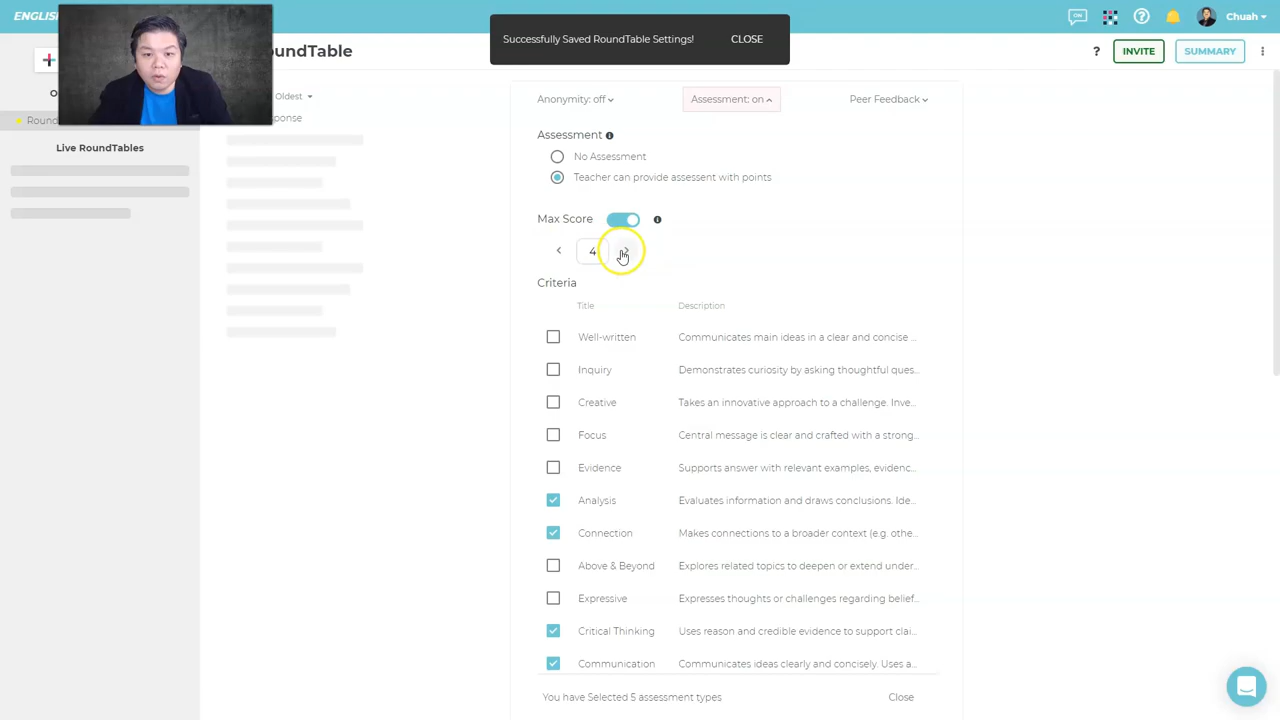 ENGLIS
ON
Chuah
Successfully Saved RoundTable Settings! CLOSE
oundTable
? INVITE SUMMARY
Oldest
ponse
O
Round
Live RoundTables
Anonymity: off Assessment: on Peer Feedback
Assessment
No Assessment
Teacher can provide assessent with points
Max Score
4
Criteria
Title Description
Well-written Communicates main ideas in a clear and concise ...
Inquiry Demonstrates curiosity by asking thoughtful ques...
Creative Takes an innovative approach to a challenge. Inve...
Focus Central message is clear and crafted with a strong...
Evidence Supports answer with relevant examples, evidenc...
Analysis Evaluates information and draws conclusions. Ide...
Connection Makes connections to a broader context (e.g. othe...
Above & Beyond Explores related topics to deepen or extend under...
Expressive Expresses thoughts or challenges regarding belief...
Critical Thinking Uses reason and credible evidence to support clai...
Communication Communicates ideas clearly and concisely. Uses a...
You have Selected 5 assessment types Close